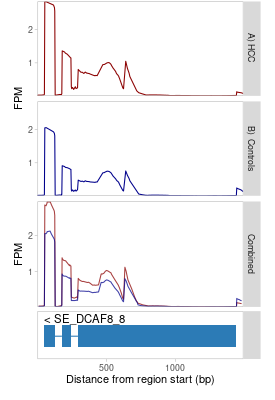 2
1
FPM
A) HCC
2
1
B) Controls
2
1
FPM
Combined
< SE_DCAF8_8
500
1000
Distance from region start (bp)